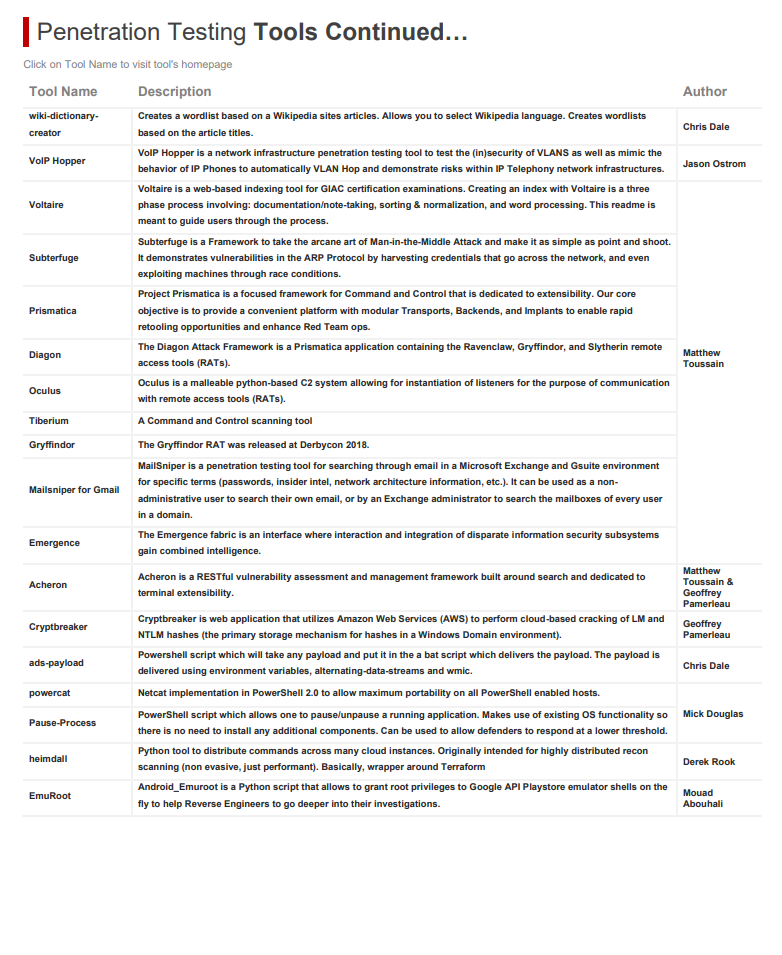 Penetration Testing Tools Continued…
Click on Tool Name to visit tool's homepage
Tool Name Description Author
wiki-dictionary-
creator
Creates a wordlist based on a Wikipedia sites articles. Allows you to select Wikipedia language. Creates wordlists
based on the article titles.
Chris Dale
VoIP Hopper
VoIP Hopper is a network infrastructure penetration testing tool to test the (in)security of VLANS as well as mimic the
behavior of IP Phones to automatically VLAN Hop and demonstrate risks within IP Telephony network infrastructures.
Jason Ostrom
Voltaire
Voltaire is a web-based indexing tool for GIAC certification examinations. Creating an index with Voltaire is a three
phase process involving: documentation/note-taking, sorting & normalization, and word processing. This readme is
meant to guide users through the process.
Subterfuge
Subterfuge is a Framework to take the arcane art of Man-in-the-Middle Attack and make it as simple as point and shoot.
It demonstrates vulnerabilities in the ARP Protocol by harvesting credentials that go across the network, and even
exploiting machines through race conditions.
Prismatica
Project Prismatica is a focused framework for Command and Control that is dedicated to extensibility. Our core
objective is to provide a convenient platform with modular Transports, Backends, and Implants to enable rapid
retooling opportunities and enhance Red Team ops.
Diagon
The Diagon Attack Framework is a Prismatica application containing the Ravenclaw, Gryffindor, and Slytherin remote
access tools (RATs).
Matthew
Toussain
Oculus
Oculus is a malleable python-based C2 system allowing for instantiation of listeners for the purpose of communication
with remote access tools (RATs).
Tiberium
A Command and Control scanning tool
Gryffindor
The Gryffindor RAT was released at Derbycon 2018.
Mailsniper for Gmail
MailSniper is a penetration testing tool for searching through email in a Microsoft Exchange and Gsuite environment
for specific terms (passwords, insider intel, network architecture information, etc.). It can be used as a non-
administrative user to search their own email, or by an Exchange administrator to search the mailboxes of every user
in a domain.
Emergence
The Emergence fabric is an interface where interaction and integration of disparate information security subsystems
gain combined intelligence.
Acheron
Acheron is a RESTful vulnerability assessment and management framework built around search and dedicated to
terminal extensibility.
Matthew
Toussain &
Geoffrey
Pamerleau
Cryptbreaker
Cryptbreaker is web application that utilizes Amazon Web Services (AWS) to perform cloud-based cracking of LM and
NTLM hashes (the primary storage mechanism for hashes in a Windows Domain environment).
Geoffrey
Pamerleau
ads-payload
Powershell script which will take any payload and put it in the a bat script which delivers the payload. The payload is
delivered using environment variables, alternating-data-streams and wmic.
Chris Dale
powercat
Netcat implementation in PowerShell 2.0 to allow maximum portability on all PowerShell enabled hosts.
Mick Douglas
Pause-Process
PowerShell script which allows one to pause/unpause a running application. Makes use of existing OS functionality so
there is no need to install any additional components. Can be used to allow defenders to respond at a lower threshold.
heimdall
Python tool to distribute commands across many cloud instances. Originally intended for highly distributed recon
scanning (non evasive, just performant). Basically, wrapper around Terraform
Derek Rook
EmuRoot
Android_Emuroot is a Python script that allows to grant root privileges to Google API Playstore emulator shells on the
fly to help Reverse Engineers to go deeper into their investigations.
Mouad
Abouhali